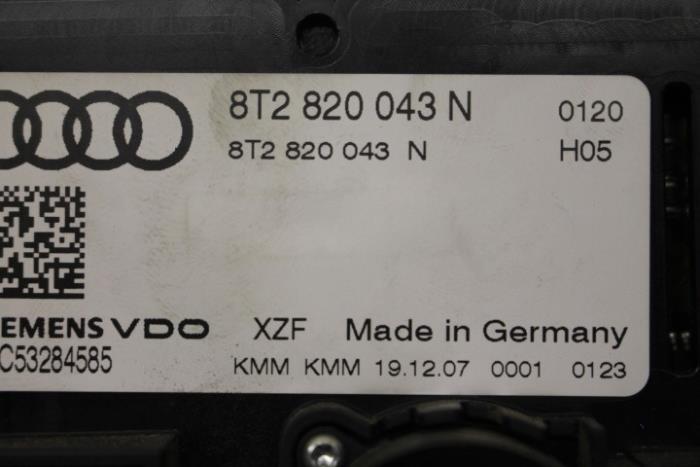 8T2 820 043 N 0120
8T2 820 043 N H05
VDO XZF Made in Germany
C53284585 KMM KMM 19.12.07 0001 0123